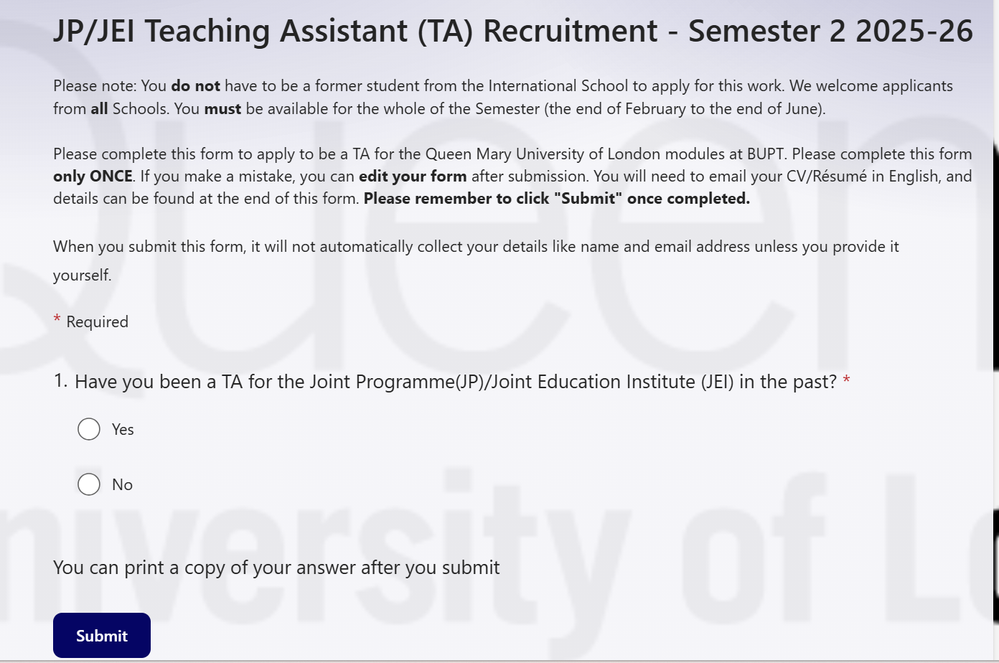 JP/JEI Teaching Assistant (TA) Recruitment - Semester 2 2025-26
Please note: You do not have to be a former student from the International School to apply for this work. We welcome applicants
from all Schools. You must be available for the whole of the Semester (the end of February to the end of June).
Please complete this form to apply to be a TA for the Queen Mary University of London modules at BUPT. Please complete this form
only ONCE. If you make a mistake, you can edit your form after submission. You will need to email your CV/Résumé in English, and
details can be found at the end of this form. Please remember to click "Submit" once completed.
When you submit this form, it will not automatically collect your details like name and email address unless you provide it
yourself.
* Required
1. Have you been a TA for the Joint Programme(JP)/Joint Education Institute (JEI) in the past? *
Yes
No
You can print a copy of your answer after you submit
Submit
Queen
niversity of Lo